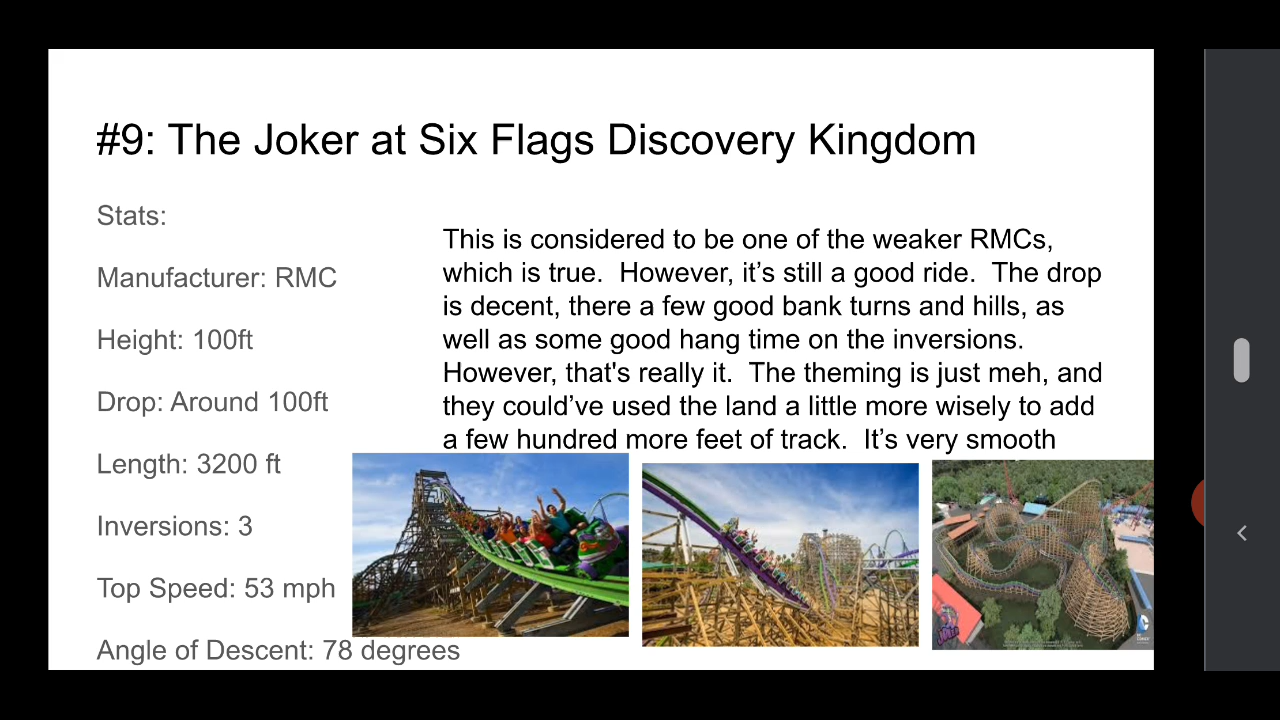 #9: The Joker at Six Flags Discovery Kingdom
Stats:
Manufacturer: RMC
Height: 100ft
Drop: Around 100ft
Length: 3200 ft
Inversions: 3
Top Speed: 53 mph
Angle of Descent: 78 degrees
This is considered to be one of the weaker RMCs,
which is true.  However, it’s still a good ride.  The drop
is decent, there a few good bank turns and hills, as
well as some good hang time on the inversions.
However, that's really it.  The theming is just meh, and
they could’ve used the land a little more wisely to add
a few hundred more feet of track.  It’s very smooth